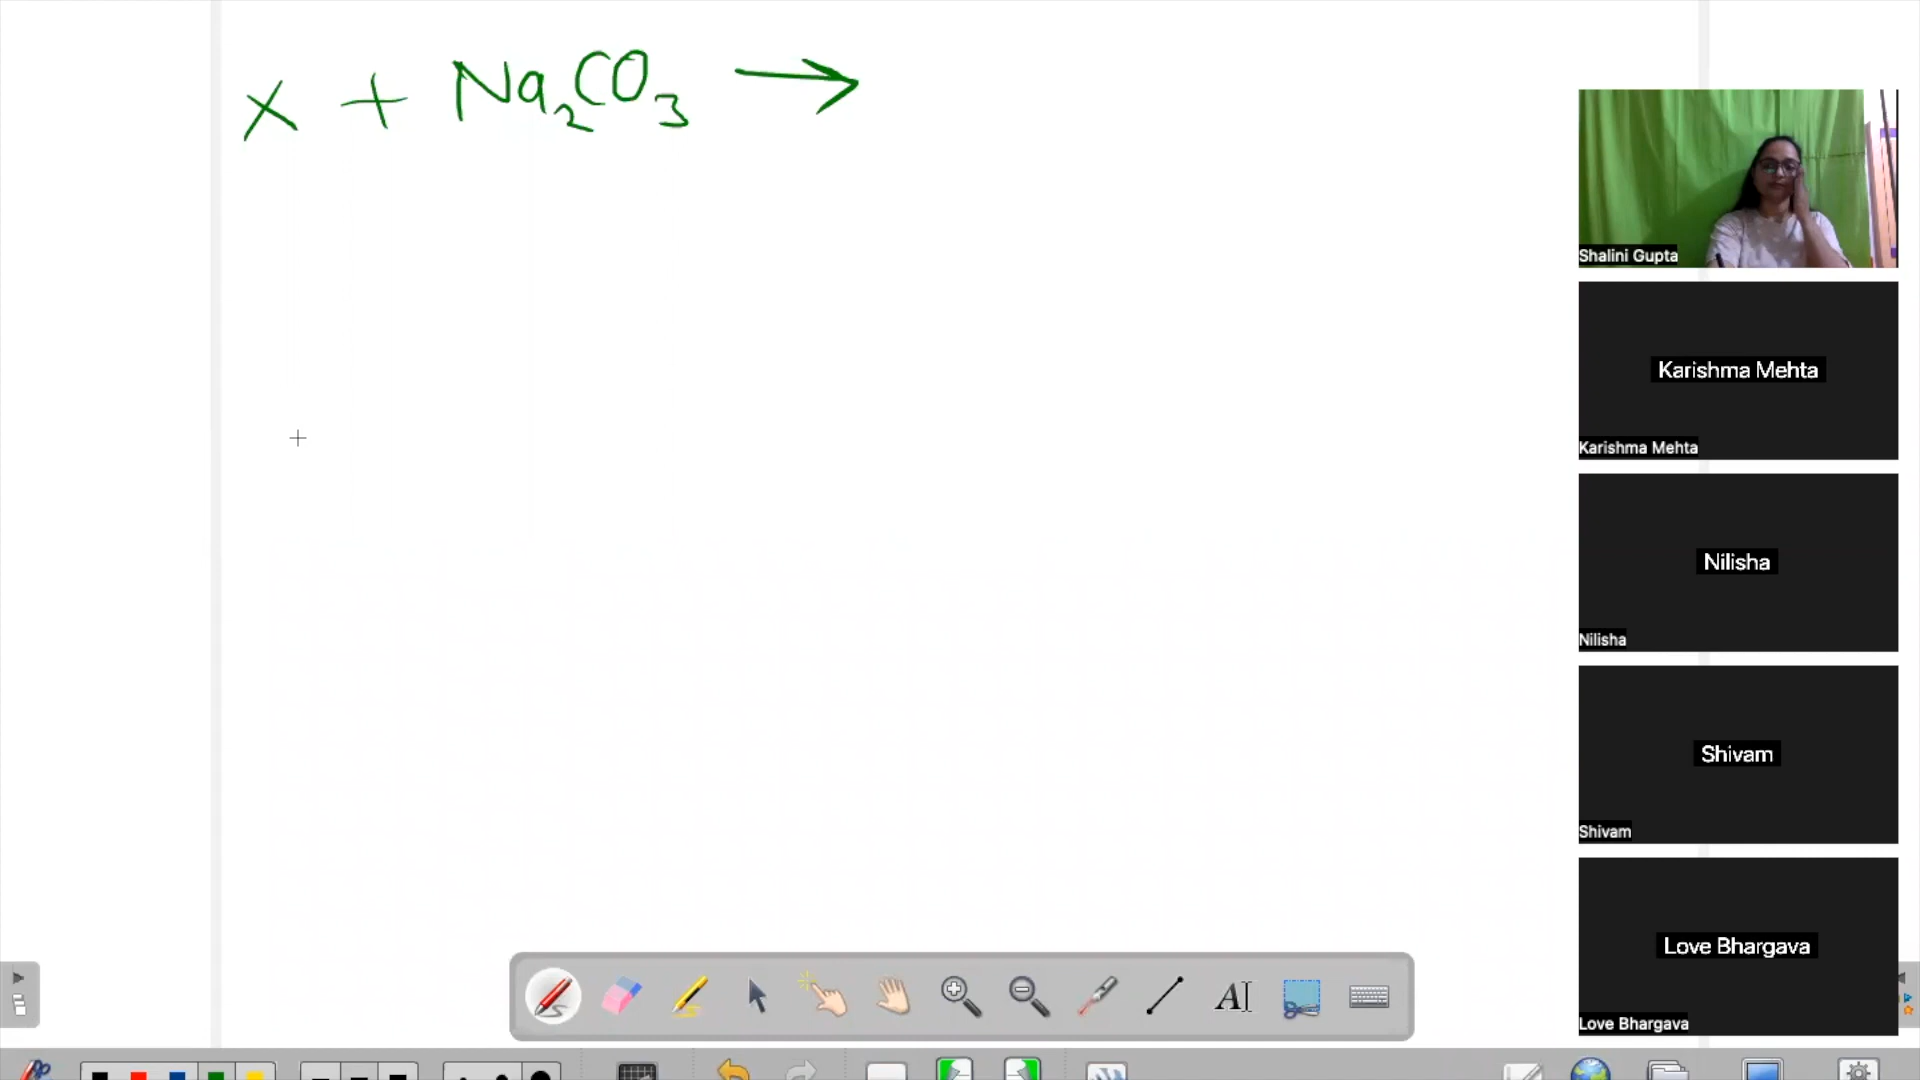 x + Na₂CO₃ →
Shalini Gupta
Karishma Mehta
Karishma Mehta
Nilisha
Nilisha
Shivam
Shivam
Love Bhargava
Love Bhargava